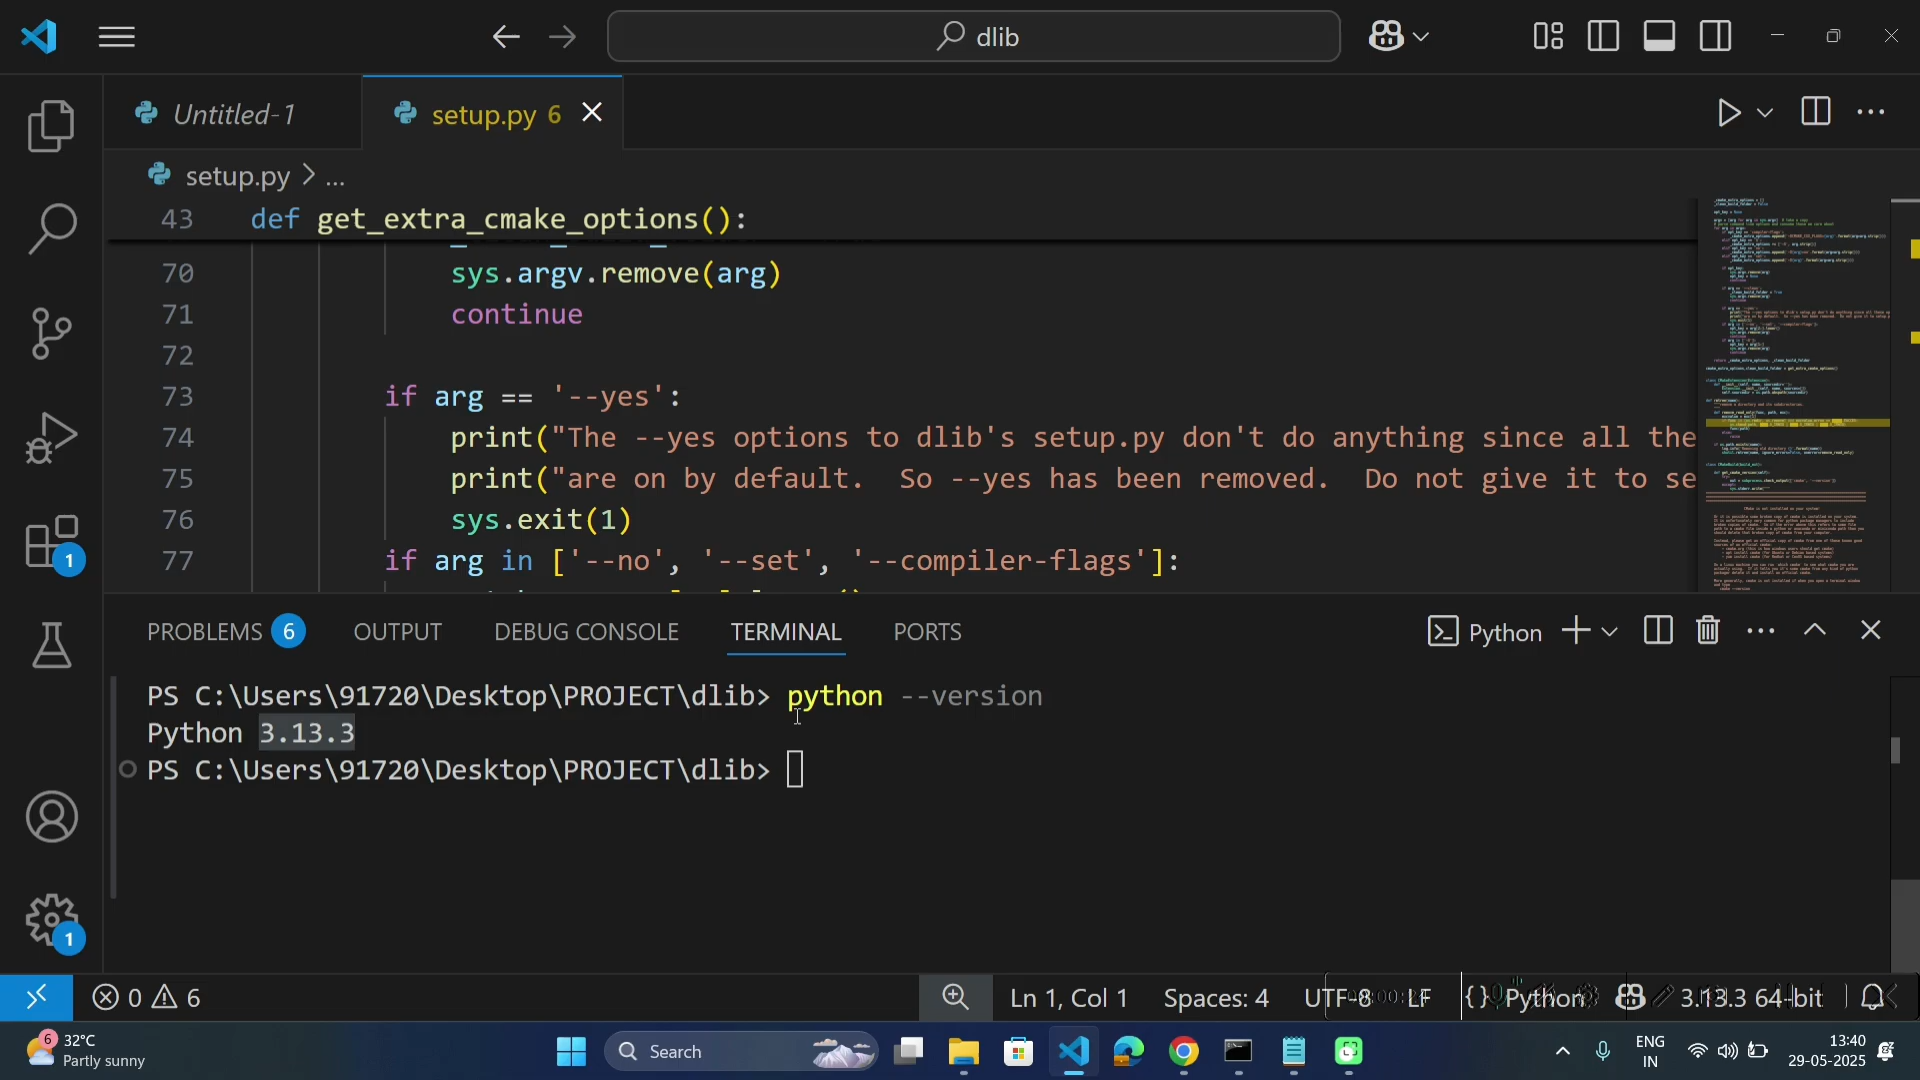 dlib
Untitled-1
setup.py 6
setup.py > ...
43 def get_extra_cmake_options():
70 sys.argv.remove(arg)
71 continue
72
73 if arg == '--yes':
74 print("The --yes options to dlib's setup.py don't do anything since all the
75 print("are on by default.  So --yes has been removed.  Do not give it to se
76 sys.exit(1)
77 if arg in ['--no', '--set', '--compiler-flags']:
1
PROBLEMS 6 OUTPUT DEBUG CONSOLE TERMINAL PORTS
Python
PS C:\Users\91720\Desktop\PROJECT\dlib> python --version
Python 3.13.3
PS C:\Users\91720\Desktop\PROJECT\dlib>
1
0 6
Ln 1, Col 1 Spaces: 4 UTF-8 LF {} Python 3.13.3 64-bit
6
32°C
Partly sunny
Search
ENG
IN
13:40
29-05-2025